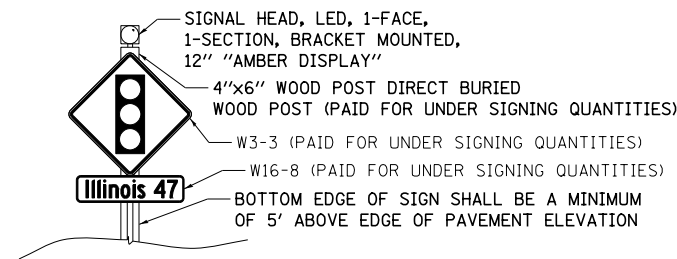 SIGNAL HEAD, LED, 1-FACE,
1-SECTION, BRACKET MOUNTED,
12" "AMBER DISPLAY"
4"x6" WOOD POST DIRECT BURIED
WOOD POST (PAID FOR UNDER SIGNING QUANTITIES)
W3-3 (PAID FOR UNDER SIGNING QUANTITIES)
W16-8 (PAID FOR UNDER SIGNING QUANTITIES)
Illinois 47
BOTTOM EDGE OF SIGN SHALL BE A MINIMUM
OF 5' ABOVE EDGE OF PAVEMENT ELEVATION